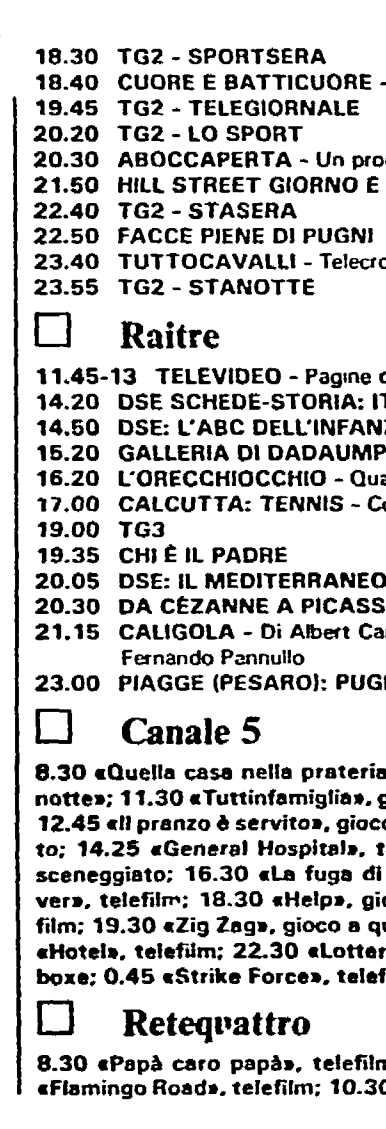 18.30 TG2 - SPORTSERA
18.40 CUORE E BATTICUORE -
19.45 TG2 - TELEGIORNALE
20.20 TG2 - LO SPORT
20.30 ABOCCAPERTA - Un pro
21.50 HILL STREET GIORNO E
22.40 TG2 - STASERA
22.50 FACCE PIENE DI PUGNI
23.40 TUTTOCAVALLI - Telecro
23.55 TG2 - STANOTTE
Raitre
11.45-13 TELEVIDEO - Pagine
14.20 DSE SCHEDE-STORIA: IT
14.50 DSE: L'ABC DELL'INFANZ
15.20 GALLERIA DI DADAUMP
16.20 L'ORECCHIOCCHIO - Qua
17.00 CALCUTTA: TENNIS - Co
19.00 TG3
19.35 CHI È IL PADRE
20.05 DSE: IL MEDITERRANEO
20.30 DA CÉZANNE A PICASS
21.15 CALIGOLA - Di Albert Ca
Fernando Pannullo
23.00 PIAGGE (PESARO): PUGI
Canale 5
8.30 «Quella casa nella prateria
notte»; 11.30 «Tuttinfamiglia», g
12.45 «Il pranzo è servito», gioco
to; 14.25 «General Hospital», t
sceneggiato; 16.30 «La fuga di
ver», telefilm; 18.30 «Help», gio
film; 19.30 «Zig Zag», gioco a qu
«Hotel», telefilm; 22.30 «Lotter
boxe; 0.45 «Strike Force», telef
Retequattro
8.30 «Papà caro papà», telefilm
«Flamingo Road», telefilm; 10.30